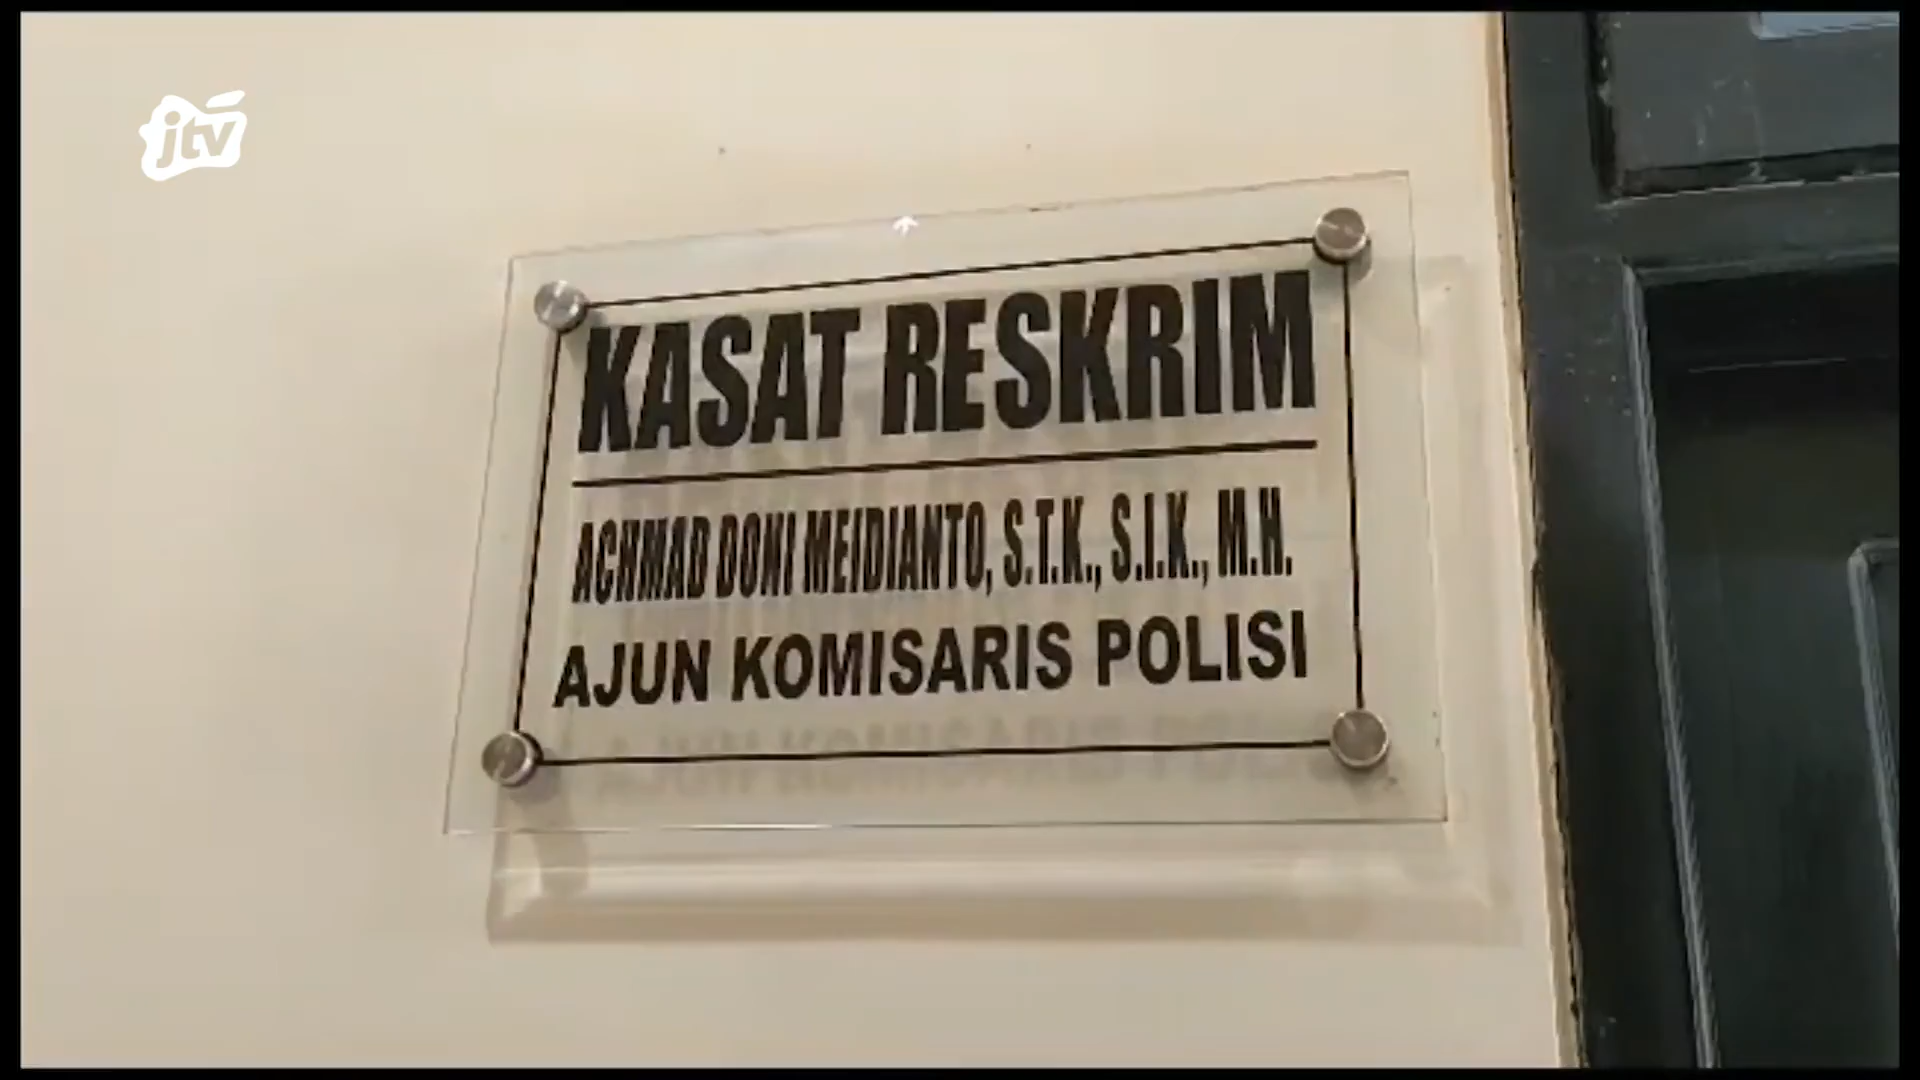 jtv
KASAT RESKRIM
ACHMAD DONI MEIDIANTO, S.T.K., S.I.K., M.H.
AJUN KOMISARIS POLISI